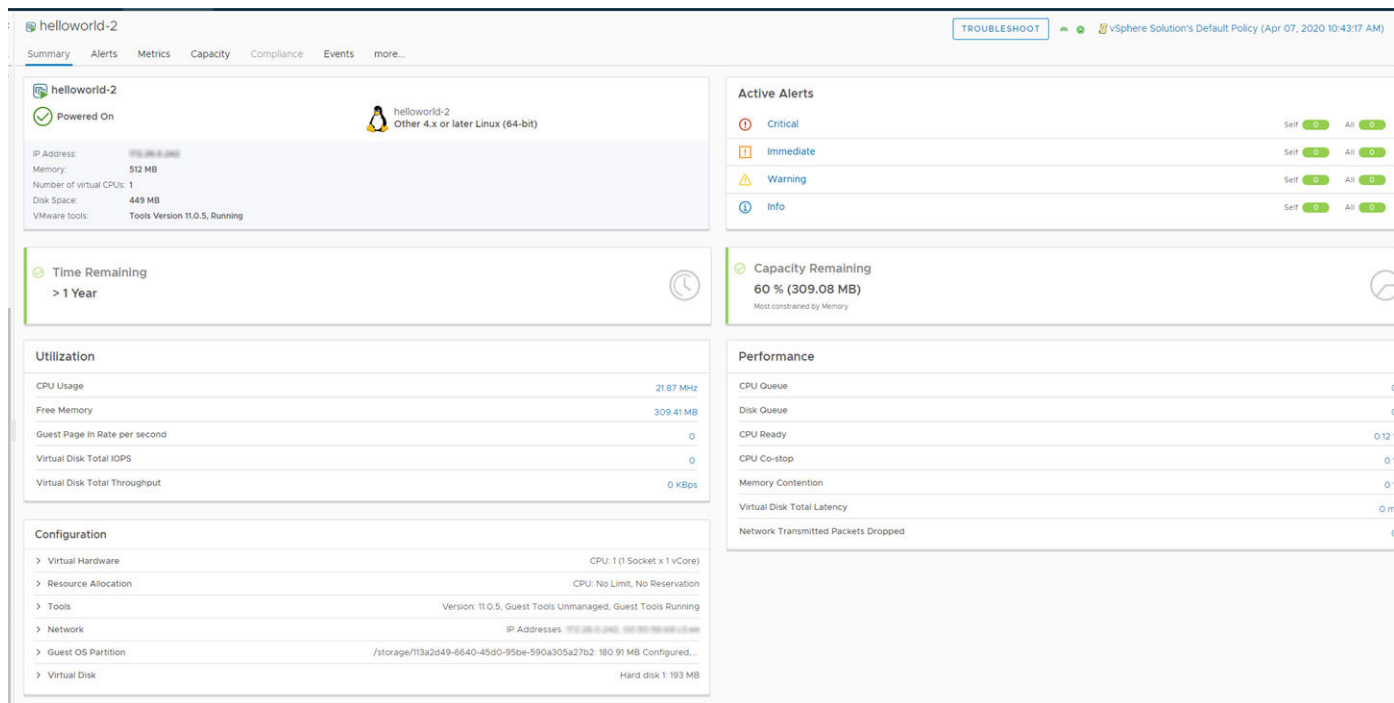 helloworld-2
TROUBLESHOOT
vSphere Solution's Default Policy (Apr 07, 2020 10:43:17 AM)
Summary Alerts Metrics Capacity Compliance Events more...
helloworld-2
Powered On
helloworld-2
Other 4.x or later Linux (64-bit)
IP Address:
Memory: 512 MB
Number of virtual CPUs: 1
Disk Space: 449 MB
VMware tools: Tools Version 11.0.5, Running
Active Alerts
Critical Self 0 All 0
Immediate Self 0 All 0
Warning Self 0 All 0
Info Self 0 All 0
Time Remaining
> 1 Year
Capacity Remaining
60 % (309.08 MB)
Most constrained by Memory
Utilization
CPU Usage 21.87 MHz
Free Memory 309.41 MB
Guest Page In Rate per second 0
Virtual Disk Total IOPS 0
Virtual Disk Total Throughput 0 KBps
Performance
CPU Queue
Disk Queue
CPU Ready 0.12
CPU Co-stop 0
Memory Contention 0
Virtual Disk Total Latency 0 m
Network Transmitted Packets Dropped
Configuration
> Virtual Hardware CPU: 1 (1 Socket x 1 vCore)
> Resource Allocation CPU: No Limit, No Reservation
> Tools Version: 11.0.5, Guest Tools Unmanaged, Guest Tools Running
> Network IP Addresses
> Guest OS Partition /storage/113a2d49-6640-45d0-95be-590a305a27b2: 180.91 MB Configured,...
> Virtual Disk Hard disk 1: 193 MB